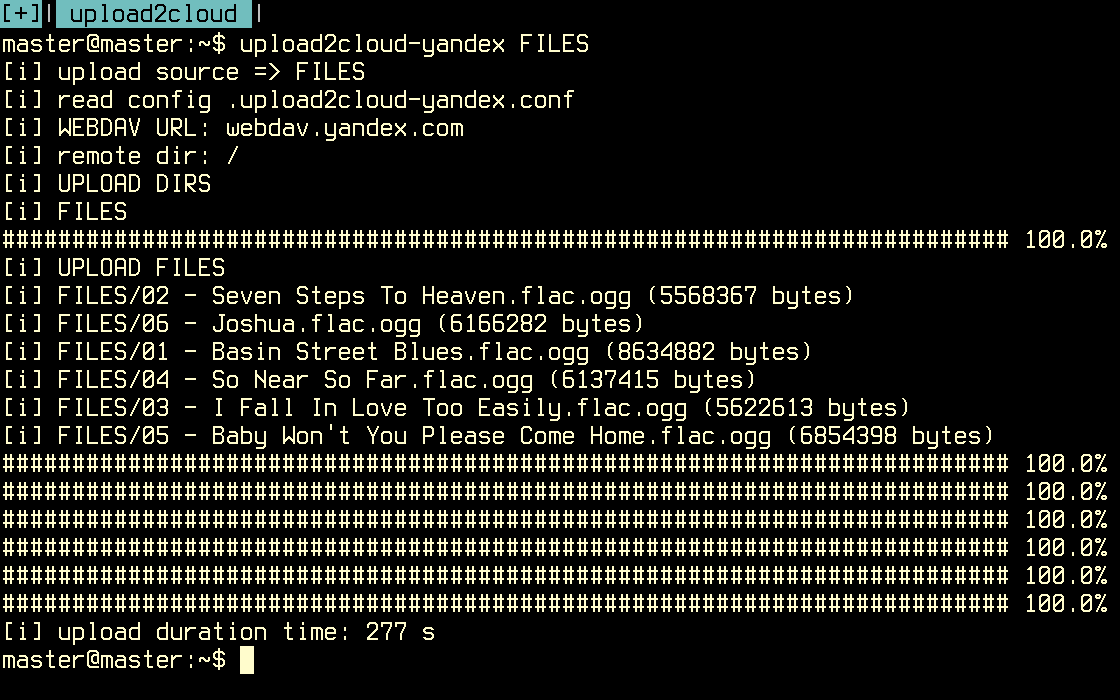 [+]| upload2cloud |
master@master:~$ upload2cloud-yandex FILES
[i] upload source => FILES
[i] read config .upload2cloud-yandex.conf
[i] WEBDAV URL: webdav.yandex.com
[i] remote dir: /
[i] UPLOAD DIRS
[i] FILES
######################################################################## 100.0%
[i] UPLOAD FILES
[i] FILES/02 - Seven Steps To Heaven.flac.ogg (5568367 bytes)
[i] FILES/06 - Joshua.flac.ogg (6166282 bytes)
[i] FILES/01 - Basin Street Blues.flac.ogg (8634882 bytes)
[i] FILES/04 - So Near So Far.flac.ogg (6137415 bytes)
[i] FILES/03 - I Fall In Love Too Easily.flac.ogg (5622613 bytes)
[i] FILES/05 - Baby Won't You Please Come Home.flac.ogg (6854398 bytes)
######################################################################## 100.0%
######################################################################## 100.0%
######################################################################## 100.0%
######################################################################## 100.0%
######################################################################## 100.0%
######################################################################## 100.0%
[i] upload duration time: 277 s
master@master:~$